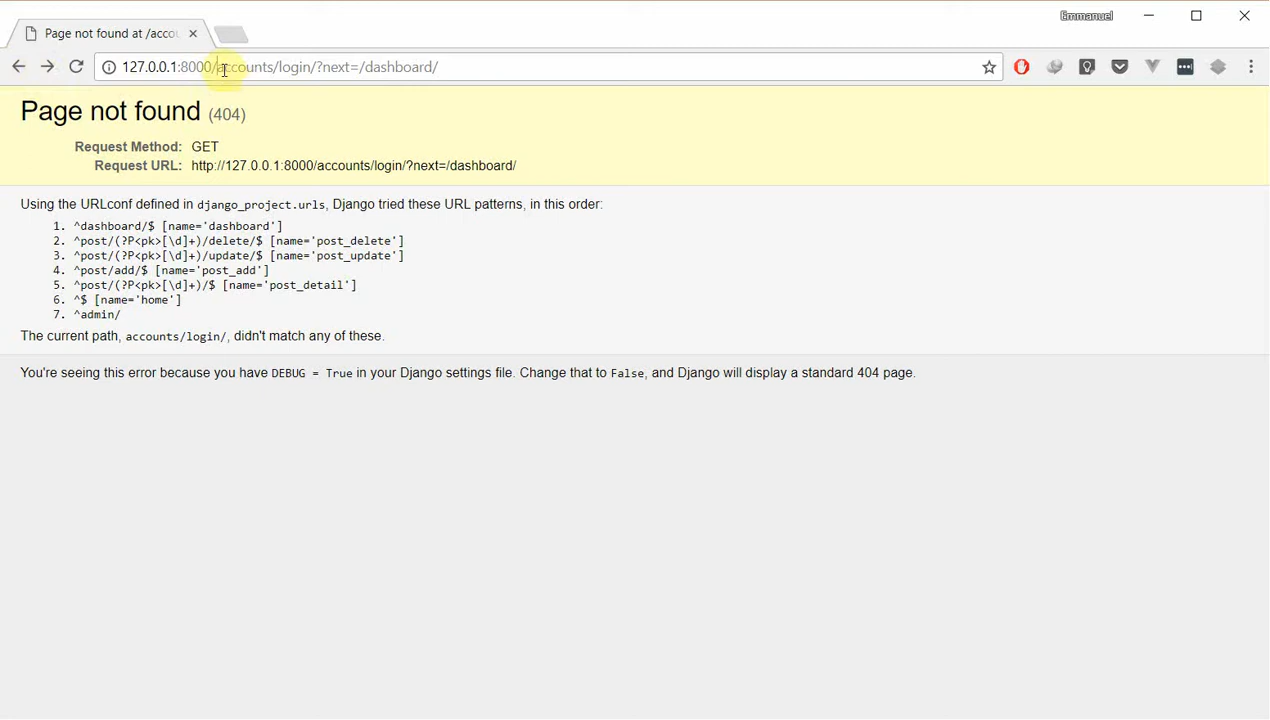 Emmanuel
Page not found at /acco
127.0.0.1:8000/accounts/login/?next=/dashboard/
Page not found (404)
Request Method: GET
Request URL: http://127.0.0.1:8000/accounts/login/?next=/dashboard/
Using the URLconf defined in django_project.urls, Django tried these URL patterns, in this order:
1. ^dashboard/$ [name='dashboard']
2. ^post/(?P<pk>[\d]+)/delete/$ [name='post_delete']
3. ^post/(?P<pk>[\d]+)/update/$ [name='post_update']
4. ^post/add/$ [name='post_add']
5. ^post/(?P<pk>[\d]+)/$ [name='post_detail']
6. ^$ [name='home']
7. ^admin/
The current path, accounts/login/, didn't match any of these.
You're seeing this error because you have DEBUG = True in your Django settings file. Change that to False, and Django will display a standard 404 page.